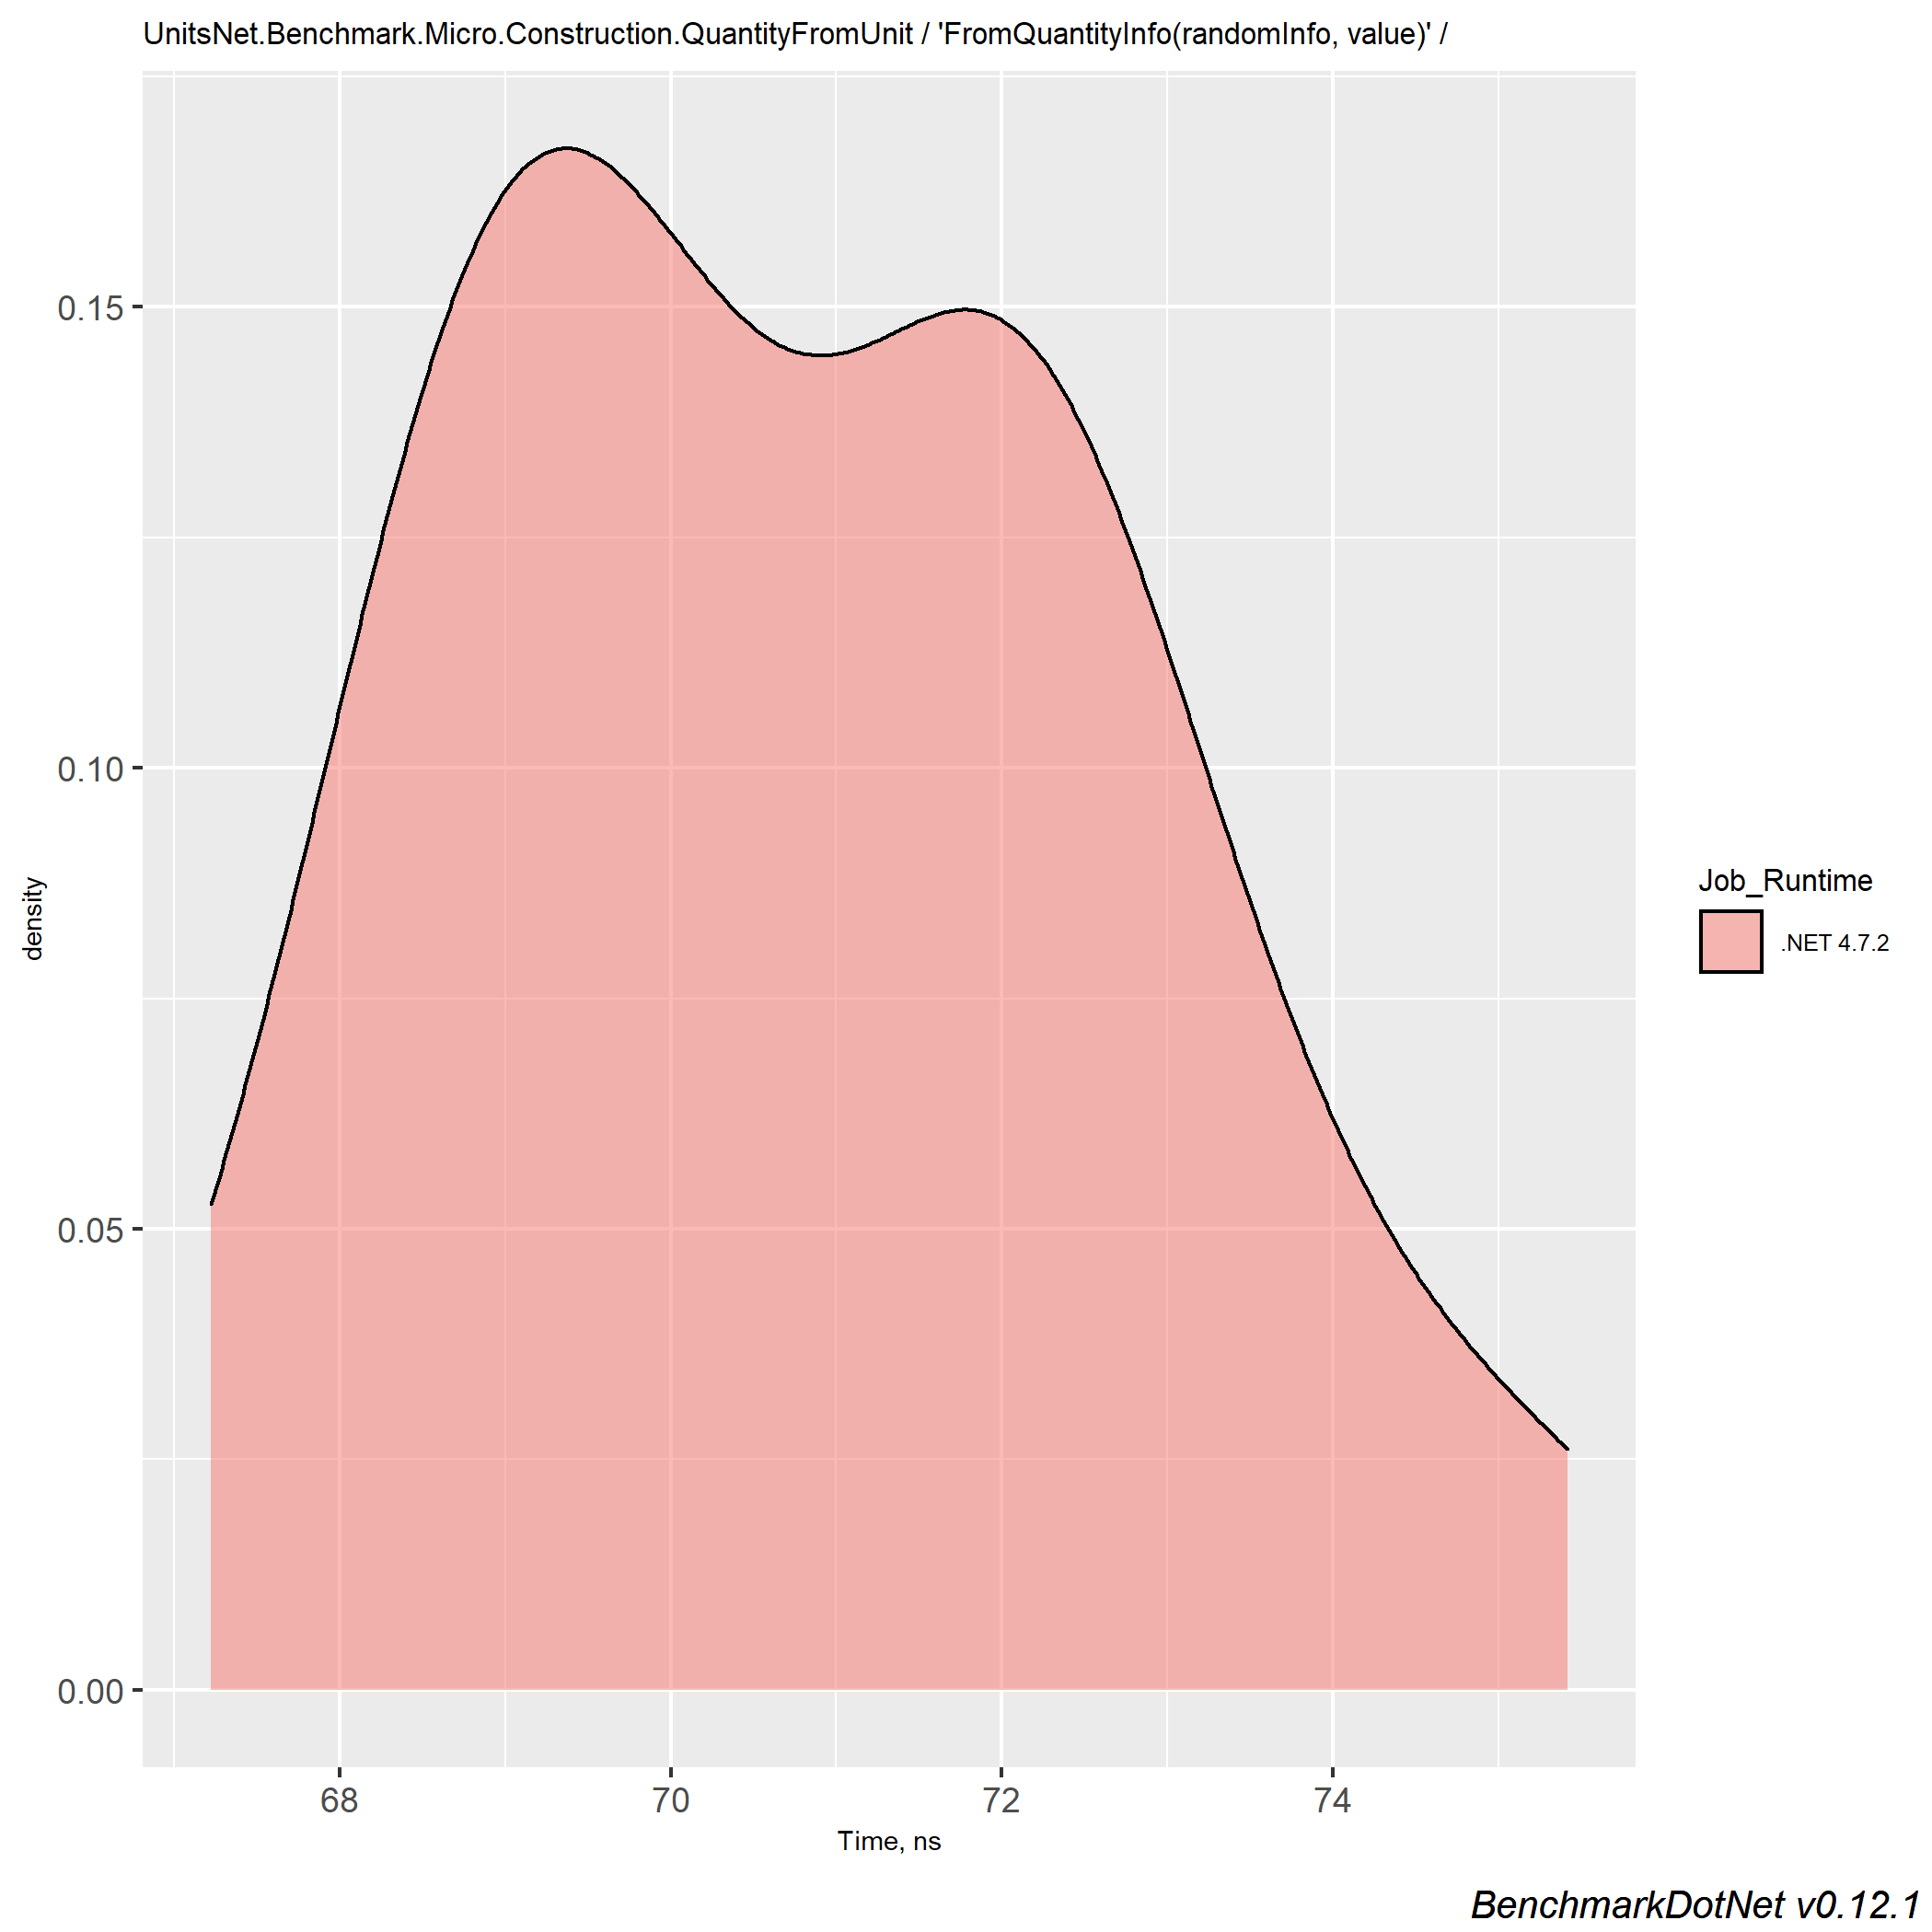 UnitsNet.Benchmark.Micro.Construction.QuantityFromUnit / 'FromQuantityInfo(randomInfo, value)' /
0.15
0.10
0.05
0.00
density
68 70 72 74
Time, ns
Job_Runtime
.NET 4.7.2
BenchmarkDotNet v0.12.1